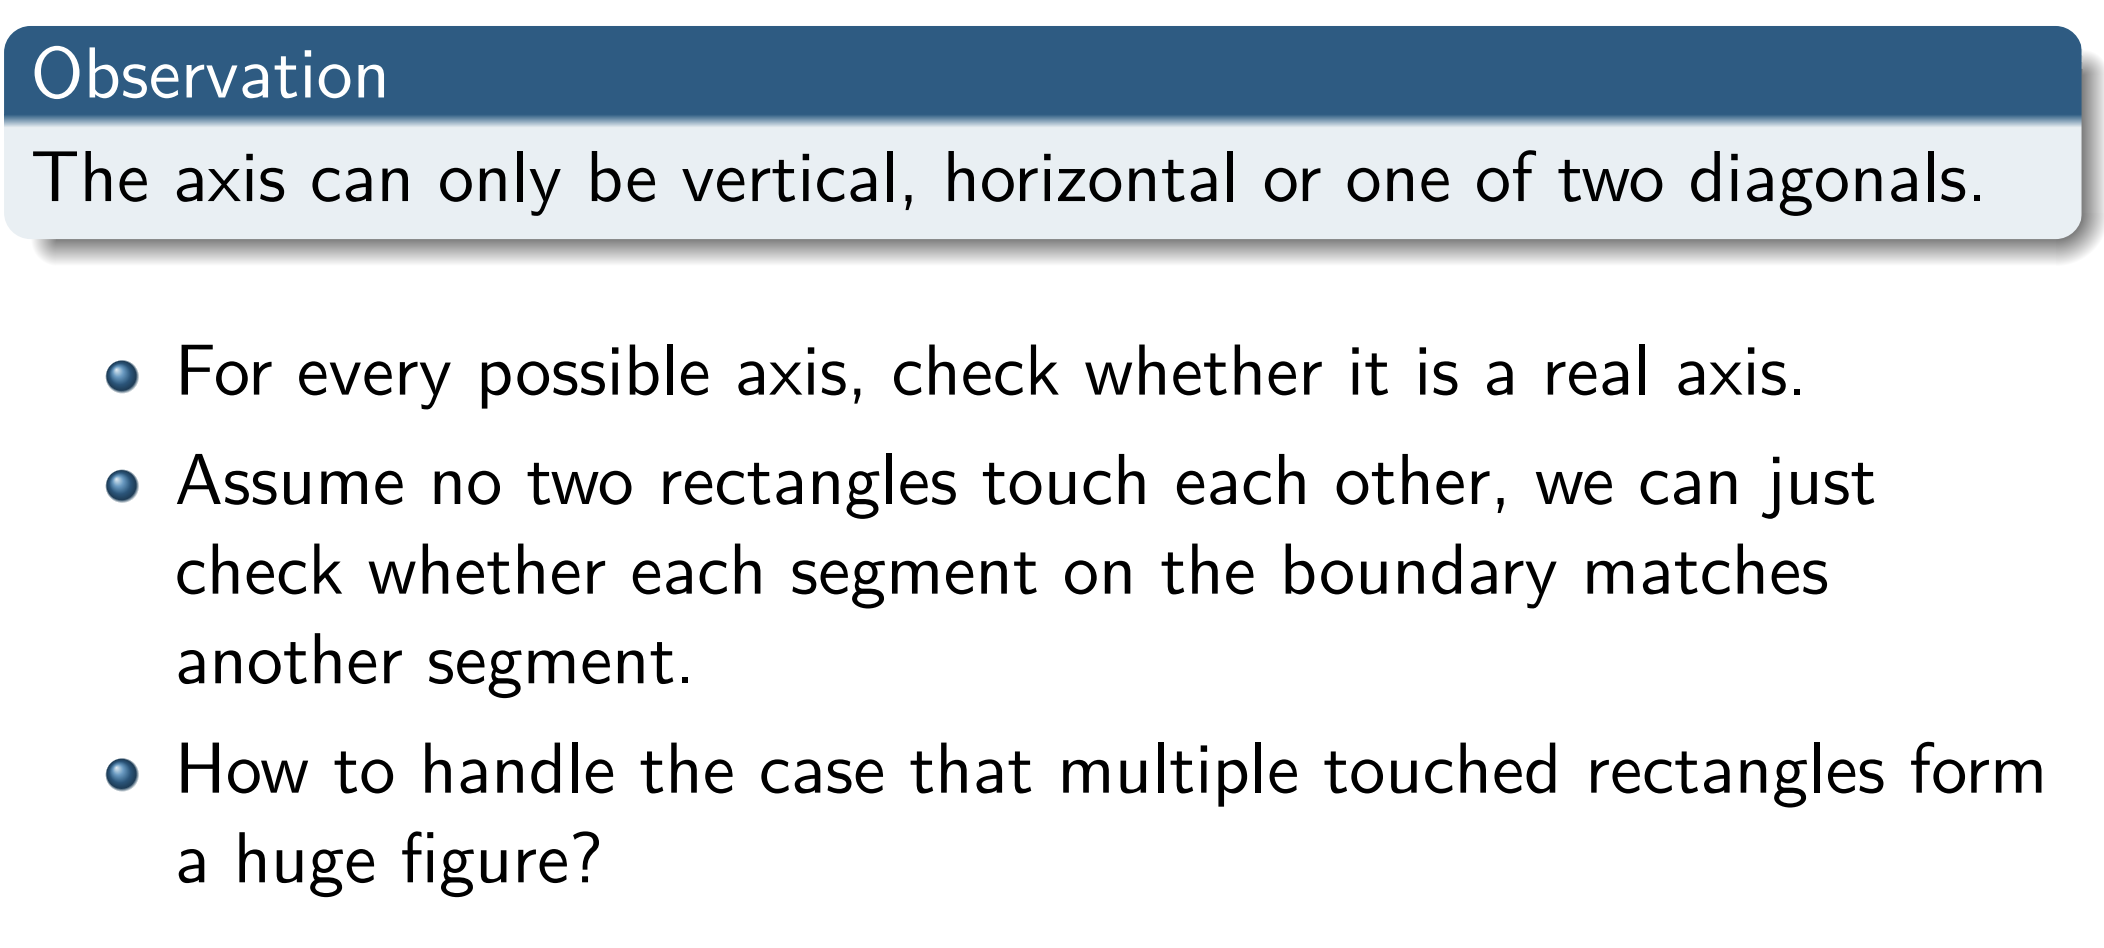 Observation
The axis can only be vertical, horizontal or one of two diagonals.
For every possible axis, check whether it is a real axis.
Assume no two rectangles touch each other, we can just
check whether each segment on the boundary matches
another segment.
How to handle the case that multiple touched rectangles form
a huge figure?